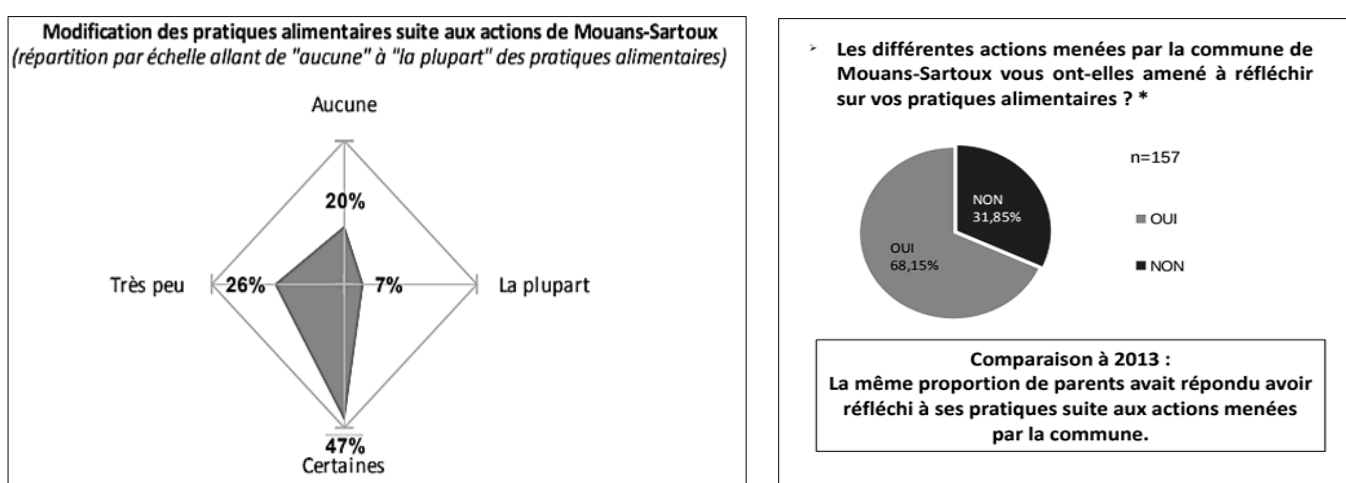 Modification des pratiques alimentaires suite aux actions de Mouans-Sartoux
(répartition par échelle allant de "aucune" à "la plupart" des pratiques alimentaires)
Aucune
20%
Très peu
26%
7%
La plupart
47%
Certaines
➢ Les différentes actions menées par la commune de
Mouans-Sartoux vous ont-elles amené à réfléchir
sur vos pratiques alimentaires ? *
n=157
NON
31,85%
OUI
OUI
68,15%
NON
Comparaison à 2013 :
La même proportion de parents avait répondu avoir
réfléchi à ses pratiques suite aux actions menées
par la commune.